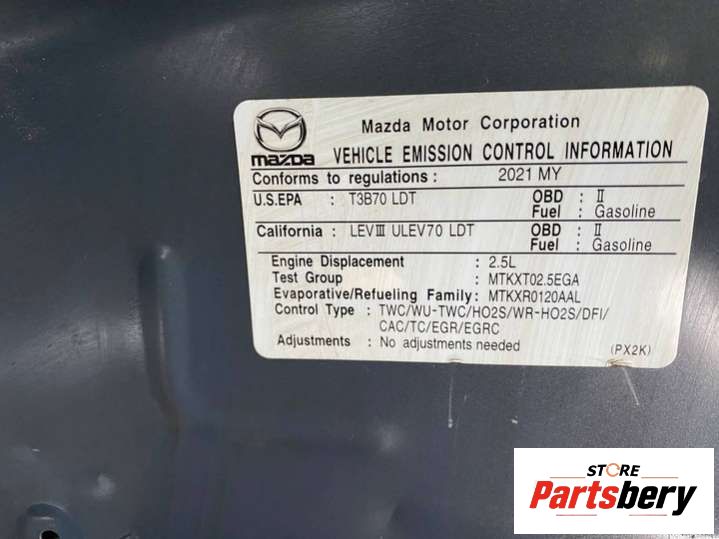 Mazda Motor Corporation
mazda VEHICLE EMISSION CONTROL INFORMATION
Conforms to regulations : 2021 MY
U.S.EPA : T3B70 LDT OBD : II
Fuel : Gasoline
California : LEVⅢ ULEV70 LDT OBD : II
Fuel : Gasoline
Engine Displacement : 2.5L
Test Group : MTKXT02.5EGA
Evaporative/Refueling Family: MTKXR0120AAL
Control Type : TWC/WU-TWC/HO2S/WR-HO2S/DFI/
CAC/TC/EGR/EGRC
Adjustments : No adjustments needed (PX2K)
STORE
Partsbery